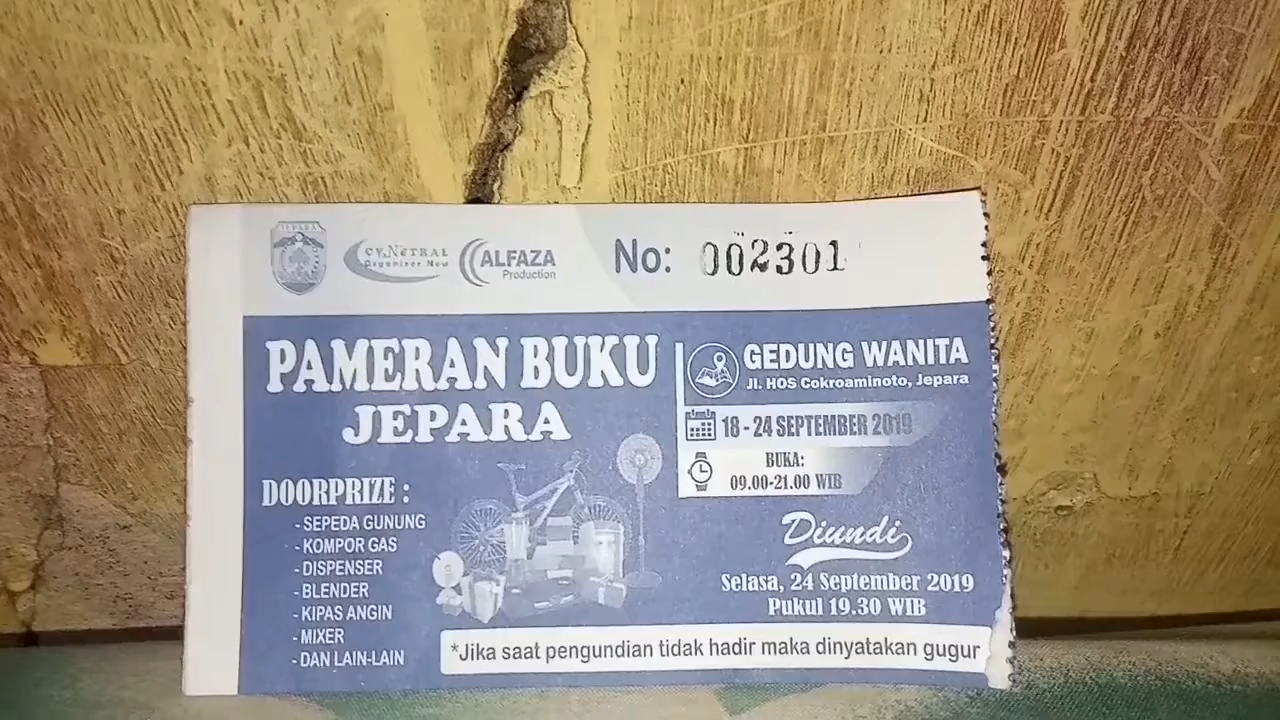 JEPARA
CV. NETRAL
Organizer New
ALFAZA
Production
No: 002301
PAMERAN BUKU
JEPARA
GEDUNG WANITA
Jl. HOS Cokroaminoto, Jepara
18 - 24 SEPTEMBER 2019
BUKA:
09.00-21.00 WIB
DOORPRIZE :
- SEPEDA GUNUNG
- KOMPOR GAS
- DISPENSER
- BLENDER
- KIPAS ANGIN
- MIXER
- DAN LAIN-LAIN
Diundi
Selasa, 24 September 2019
Pukul 19.30 WIB
*Jika saat pengundian tidak hadir maka dinyatakan gugur